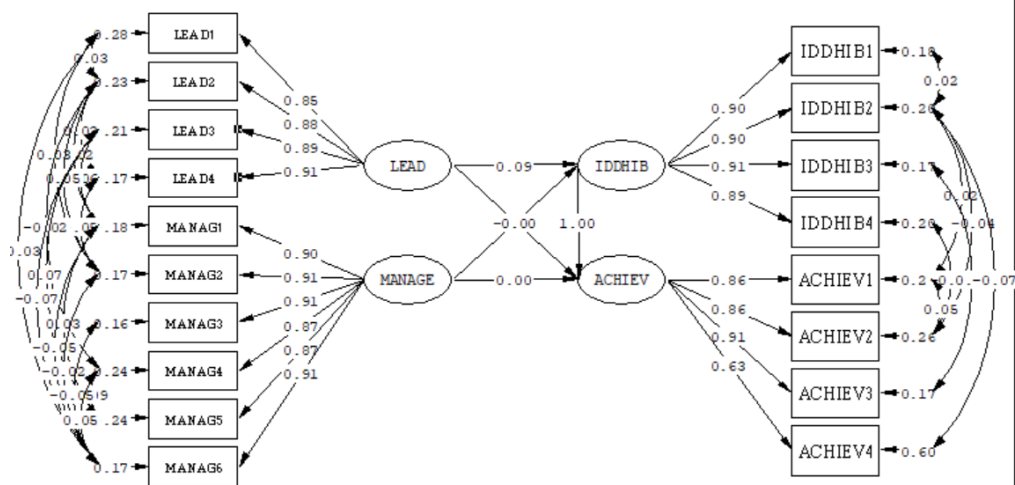 0.28
LEAD1
0.03
0.23
LEAD2
0.21
LEAD3
0.17
LEAD4
0.18
MANAG1
-0.02
0.17
MANAG2
0.07
-0.07
0.16
MANAG3
0.03
-0.05
0.24
MANAG4
-0.02
.24
MANAG5
0.05
0.17
MANAG6
0.85
0.88
0.89
0.91
LEAD
0.09
IDDHIB
-0.00
1.00
0.90
0.91
0.91
0.87
0.87
0.91
MANAGE
0.00
ACHIEV
0.90
0.90
0.91
0.89
0.86
0.86
0.91
0.63
IDDHIB1
0.02
IDDHIB2
0.20
IDDHIB3
0.17
0.02
-0.04
IDDHIB4
0.20
ACHIEV1
-0.07
0.05
ACHIEV2
0.26
ACHIEV3
0.17
ACHIEV4
0.60